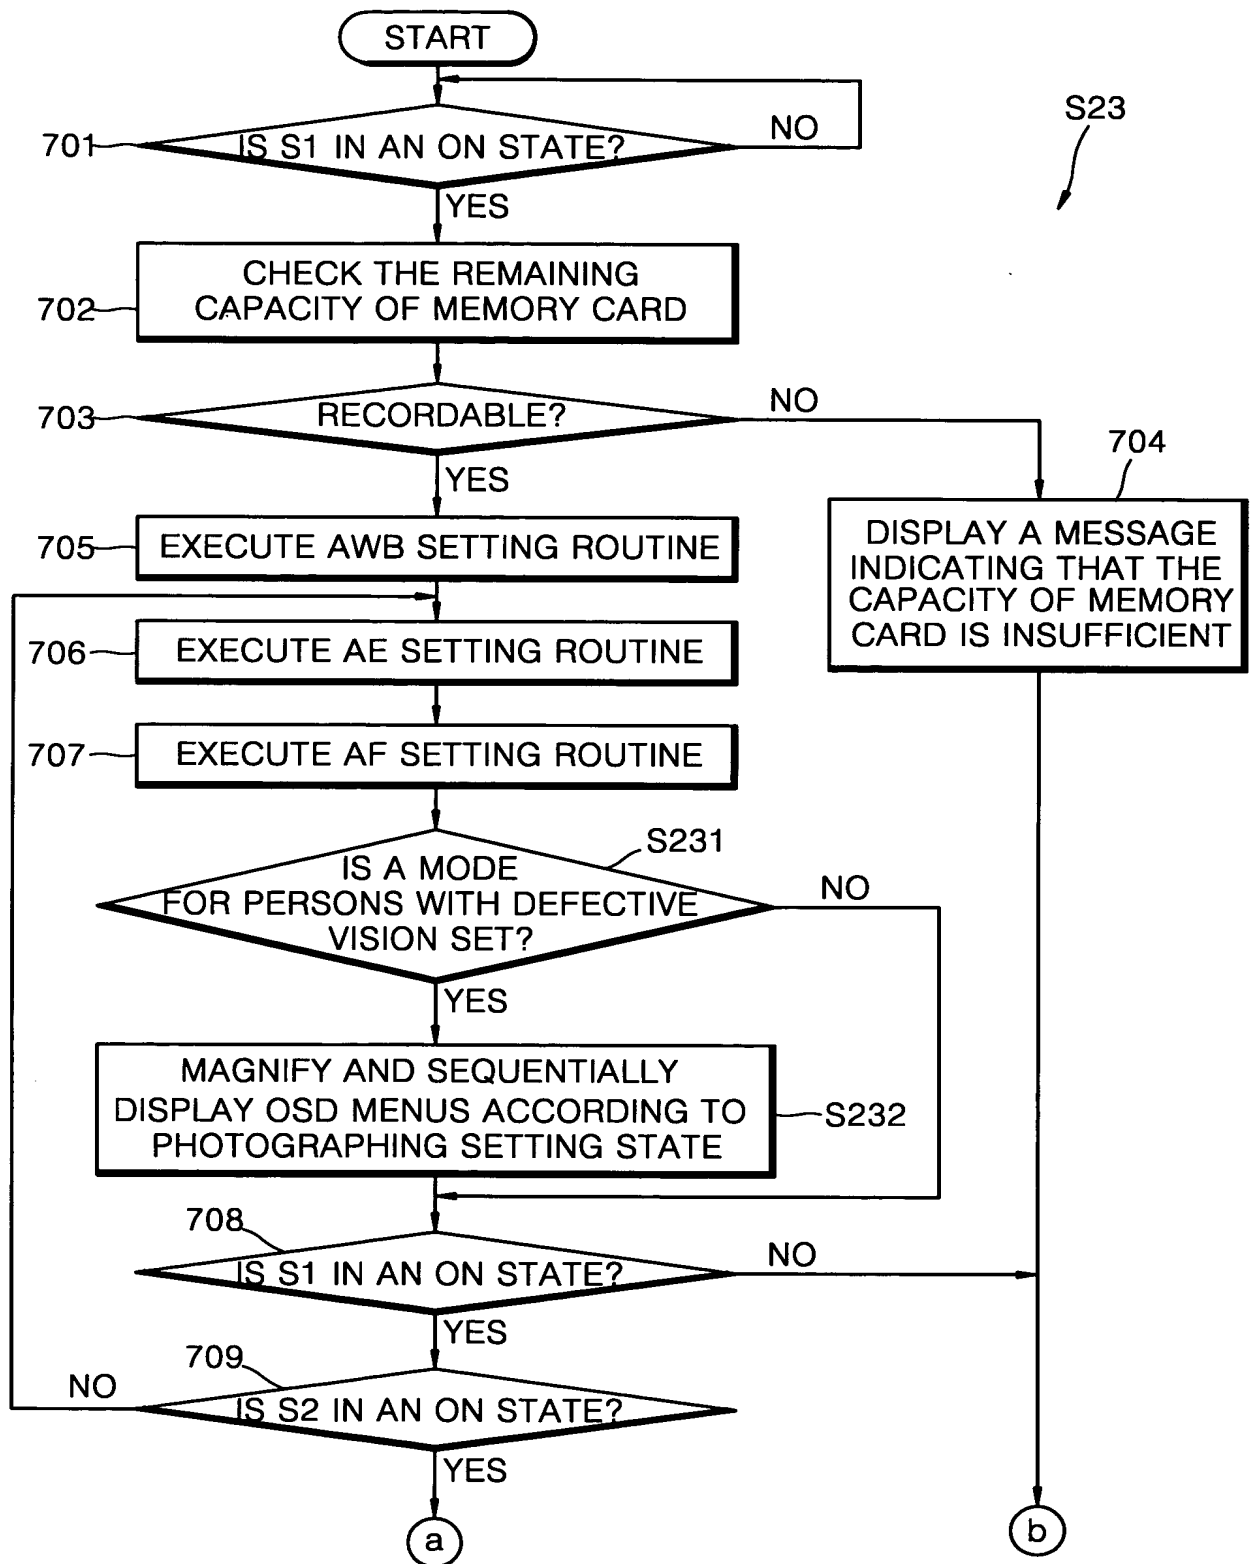 START
S23
701
IS S1 IN AN ON STATE?
NO
YES
702
CHECK THE REMAINING
CAPACITY OF MEMORY CARD
703
RECORDABLE?
NO
YES
704
DISPLAY A MESSAGE
INDICATING THAT THE
CAPACITY OF MEMORY
CARD IS INSUFFICIENT
705
EXECUTE AWB SETTING ROUTINE
706
EXECUTE AE SETTING ROUTINE
707
EXECUTE AF SETTING ROUTINE
S231
IS A MODE
FOR PERSONS WITH DEFECTIVE
VISION SET?
NO
YES
MAGNIFY AND SEQUENTIALLY
DISPLAY OSD MENUS ACCORDING TO
PHOTOGRAPHING SETTING STATE
S232
708
IS S1 IN AN ON STATE?
NO
YES
709
NO
IS S2 IN AN ON STATE?
YES
a
b